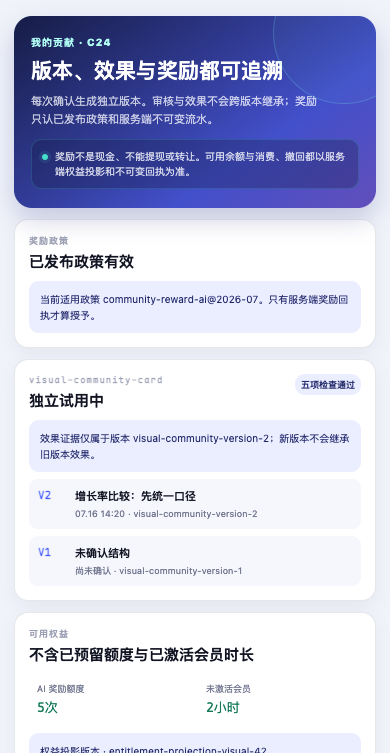 我的贡献 · C24
版本、效果与奖励都可追溯
每次确认生成独立版本。审核与效果不会跨版本继承；奖励
只认已发布政策和服务端不可变流水。
奖励不是现金、不能提现或转让。可用余额与消费、撤回都以服务
端权益投影和不可变回执为准。
奖励政策
已发布政策有效
当前适用政策 community-reward-ai@2026-07。只有服务端奖励回
执才算授予。
visual-community-card
五项检查通过
独立试用中
效果证据仅属于版本 visual-community-version-2；新版本不会继承
旧版本效果。
V2
增长率比较：先统一口径
07.16 14:20 · visual-community-version-2
V1
未确认结构
尚未确认 · visual-community-version-1
可用权益
不含已预留额度与已激活会员时长
AI 奖励额度
未激活会员
5次
2小时
权益投影版本 · entitlement-projection-visual-42